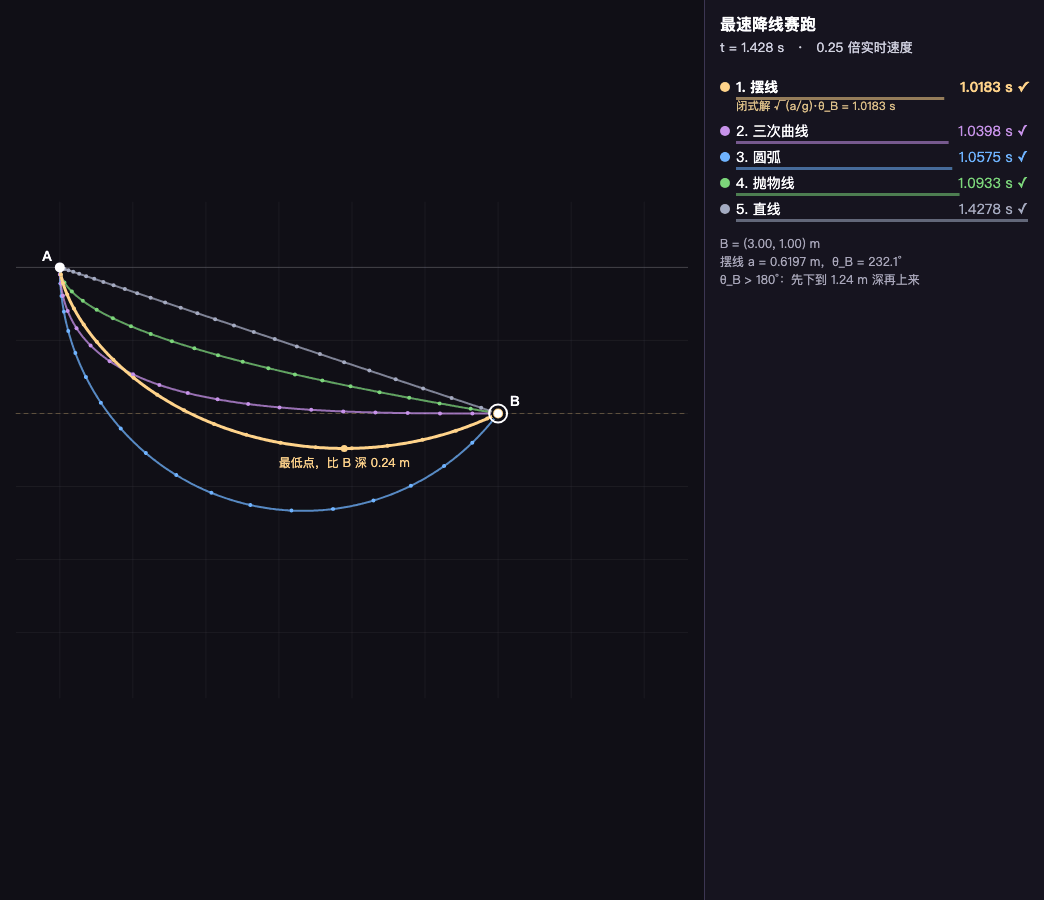 最速降线赛跑
t = 1.428 s · 0.25 倍实时速度
1. 摆线 1.0183 s ✓
闭式解 √(a/g)·θ_B = 1.0183 s
2. 三次曲线 1.0398 s ✓
3. 圆弧 1.0575 s ✓
4. 抛物线 1.0933 s ✓
5. 直线 1.4278 s ✓
B = (3.00, 1.00) m
摆线 a = 0.6197 m，θ_B = 232.1°
θ_B > 180°：先下到 1.24 m 深再上来
A
B
最低点，比 B 深 0.24 m